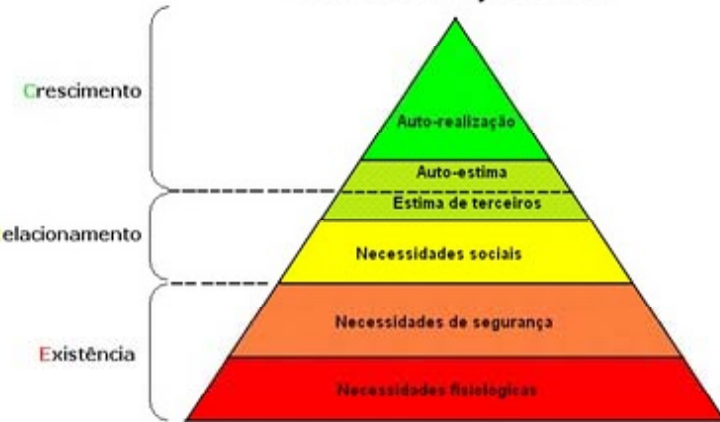 Crescimento
Auto-realização
Auto-estima
Estima de terceiros
elacionamento
Necessidades sociais
Necessidades de segurança
Existência
Necessidades fisiológicas